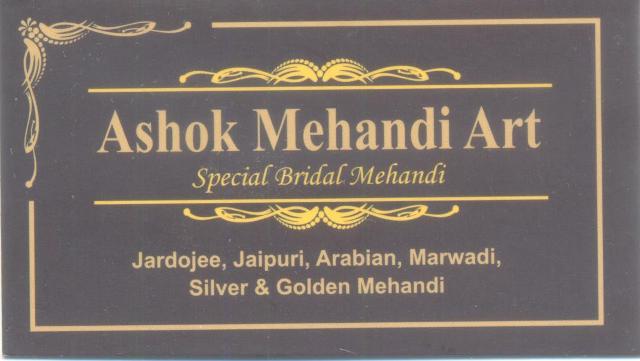 Ashok Mehandi Art
Special Bridal Mehandi
Jardojee, Jaipuri, Arabian, Marwadi,
Silver & Golden Mehandi